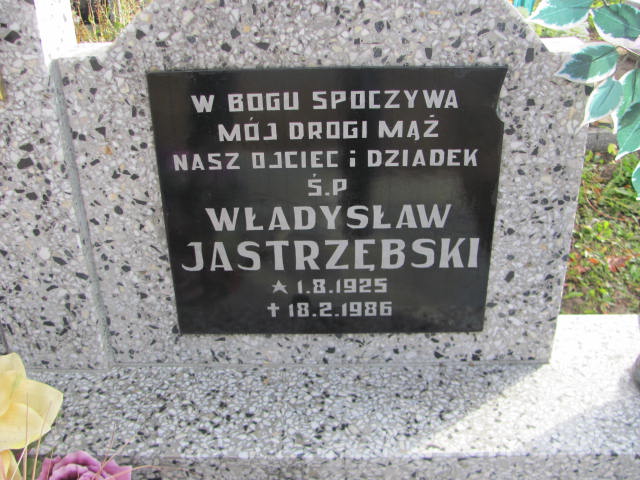 W BOGU SPOCZYWA
MÓJ DROGI MĄŻ
NASZ OJCIEC i DZIADEK
Ś.P
WŁADYSŁAW
JASTRZĘBSKI
★ 1.8.1925
✝ 18.2.1986